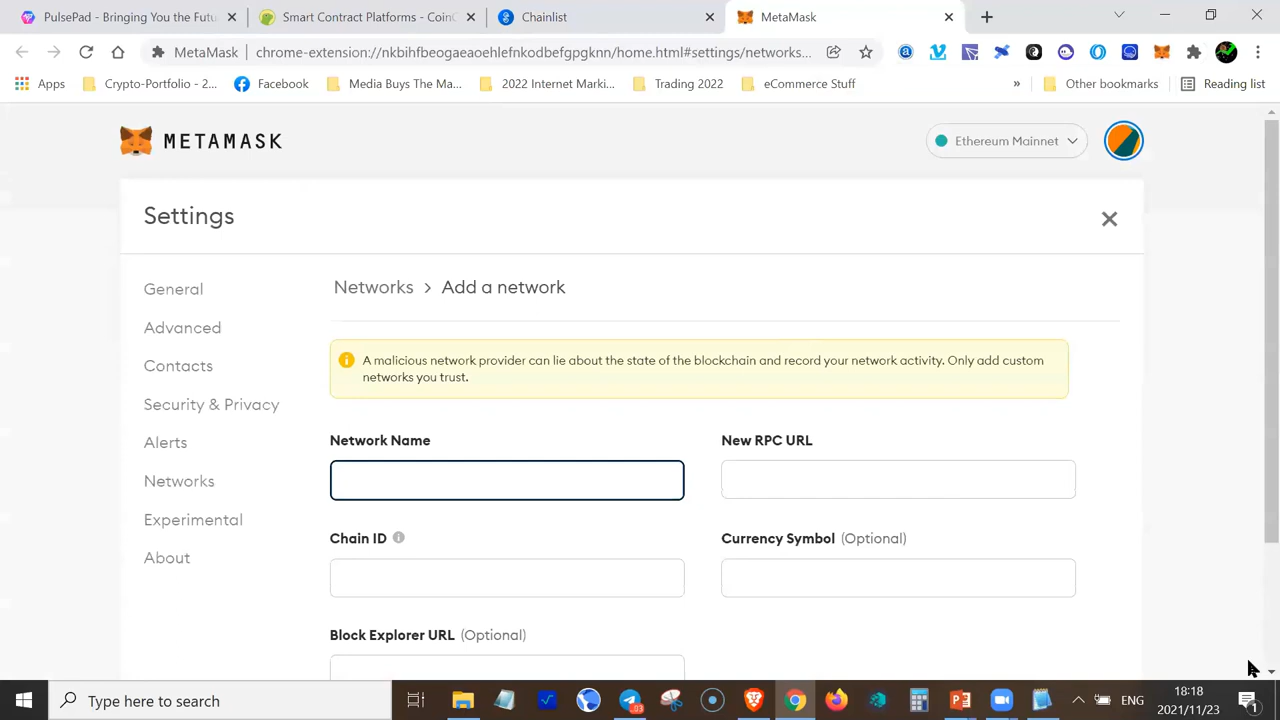 PulsePad - Bringing You the Futu
Smart Contract Platforms - Coin
Chainlist
MetaMask
MetaMask
chrome-extension://nkbihfbeogaeaoehlefnkodbefgpgknn/home.html#settings/networks...
Apps
Crypto-Portfolio - 2...
Facebook
Media Buys The Ma...
2022 Internet Marki...
Trading 2022
eCommerce Stuff
»
Other bookmarks
Reading list
METAMASK
Ethereum Mainnet
Settings
General
Advanced
Contacts
Security & Privacy
Alerts
Networks
Experimental
About
Networks > Add a network
A malicious network provider can lie about the state of the blockchain and record your network activity. Only add custom
networks you trust.
Network Name
New RPC URL
Chain ID
Currency Symbol (Optional)
Block Explorer URL (Optional)
Type here to search
ENG
18:18
2021/11/23